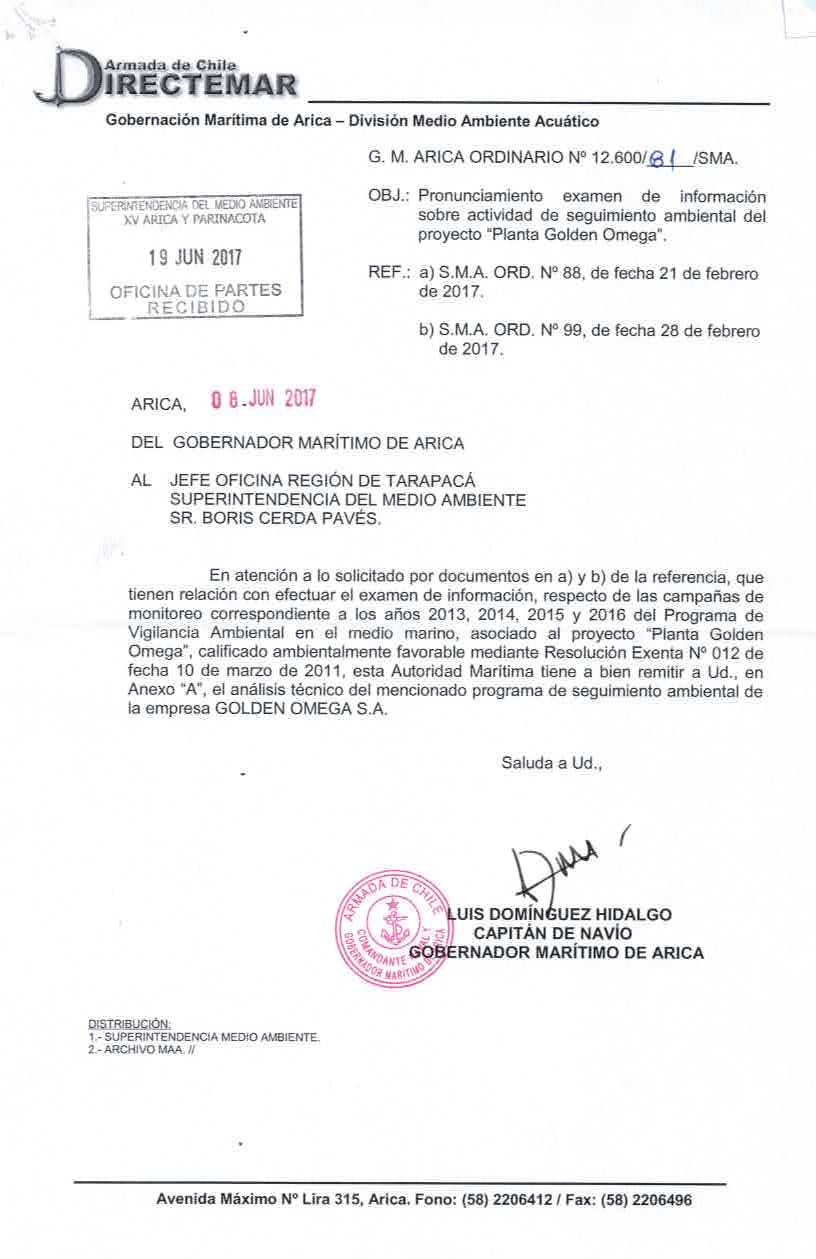 Armada de Chile
DIRECTEMAR
Gobernación Marítima de Arica – División Medio Ambiente Acuático
G. M. ARICA ORDINARIO Nº 12.600/ 81 /SMA.
SUPERINTENDENCIA DEL MEDIO AMBIENTE
XV ARICA Y PARINACOTA
19 JUN 2017
OFICINA DE PARTES
RECIBIDO
OBJ.: Pronunciamiento examen de información
sobre actividad de seguimiento ambiental del
proyecto "Planta Golden Omega".
REF.: a) S.M.A. ORD. Nº 88, de fecha 21 de febrero
de 2017.
b) S.M.A. ORD. Nº 99, de fecha 28 de febrero
de 2017.
ARICA, 08 JUN 2017
DEL GOBERNADOR MARÍTIMO DE ARICA
AL JEFE OFICINA REGIÓN DE TARAPACÁ
SUPERINTENDENCIA DEL MEDIO AMBIENTE
SR. BORIS CERDA PAVÉS.
En atención a lo solicitado por documentos en a) y b) de la referencia, que
tienen relación con efectuar el examen de información, respecto de las campañas de
monitoreo correspondiente a los años 2013, 2014, 2015 y 2016 del Programa de
Vigilancia Ambiental en el medio marino, asociado al proyecto "Planta Golden
Omega", calificado ambientalmente favorable mediante Resolución Exenta Nº 012 de
fecha 10 de marzo de 2011, esta Autoridad Marítima tiene a bien remitir a Ud., en
Anexo "A", el análisis técnico del mencionado programa de seguimiento ambiental de
la empresa GOLDEN OMEGA S.A.
Saluda a Ud.,
ARMADA DE CHILE
COMANDANTE NAVAL Y
GOBERNADOR MARÍTIMO DE ARICA
LUIS DOMÍNGUEZ HIDALGO
CAPITÁN DE NAVÍO
GOBERNADOR MARÍTIMO DE ARICA
DISTRIBUCIÓN:
1.- SUPERINTENDENCIA MEDIO AMBIENTE.
2.- ARCHIVO MAA. //
Avenida Máximo Nº Lira 315, Arica. Fono: (58) 2206412 / Fax: (58) 2206496